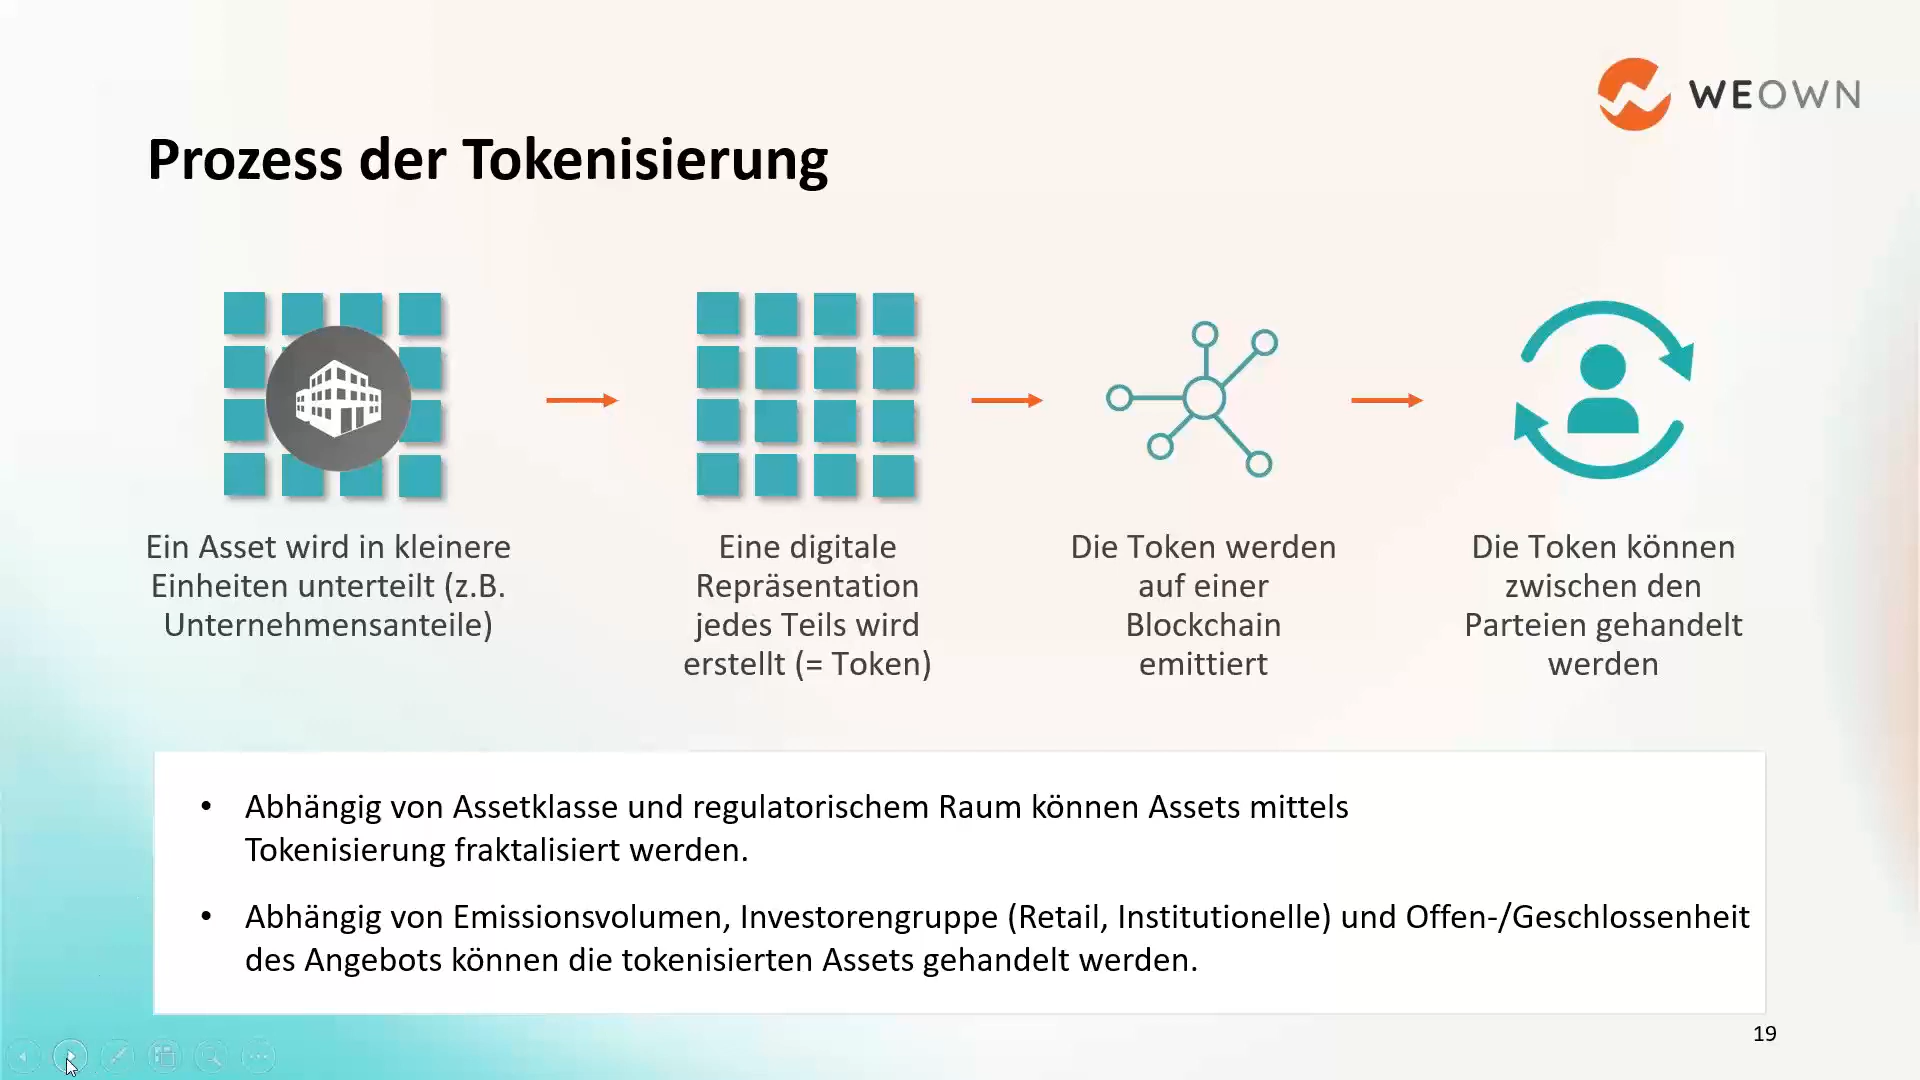 WEOWN
Prozess der Tokenisierung
Ein Asset wird in kleinere
Einheiten unterteilt (z.B.
Unternehmensanteile)
Eine digitale
Repräsentation
jedes Teils wird
erstellt (= Token)
Die Token werden
auf einer
Blockchain
emittiert
Die Token können
zwischen den
Parteien gehandelt
werden
• Abhängig von Assetklasse und regulatorischem Raum können Assets mittels
Tokenisierung fraktalisiert werden.
• Abhängig von Emissionsvolumen, Investorengruppe (Retail, Institutionelle) und Offen-/Geschlossenheit
des Angebots können die tokenisierten Assets gehandelt werden.
19